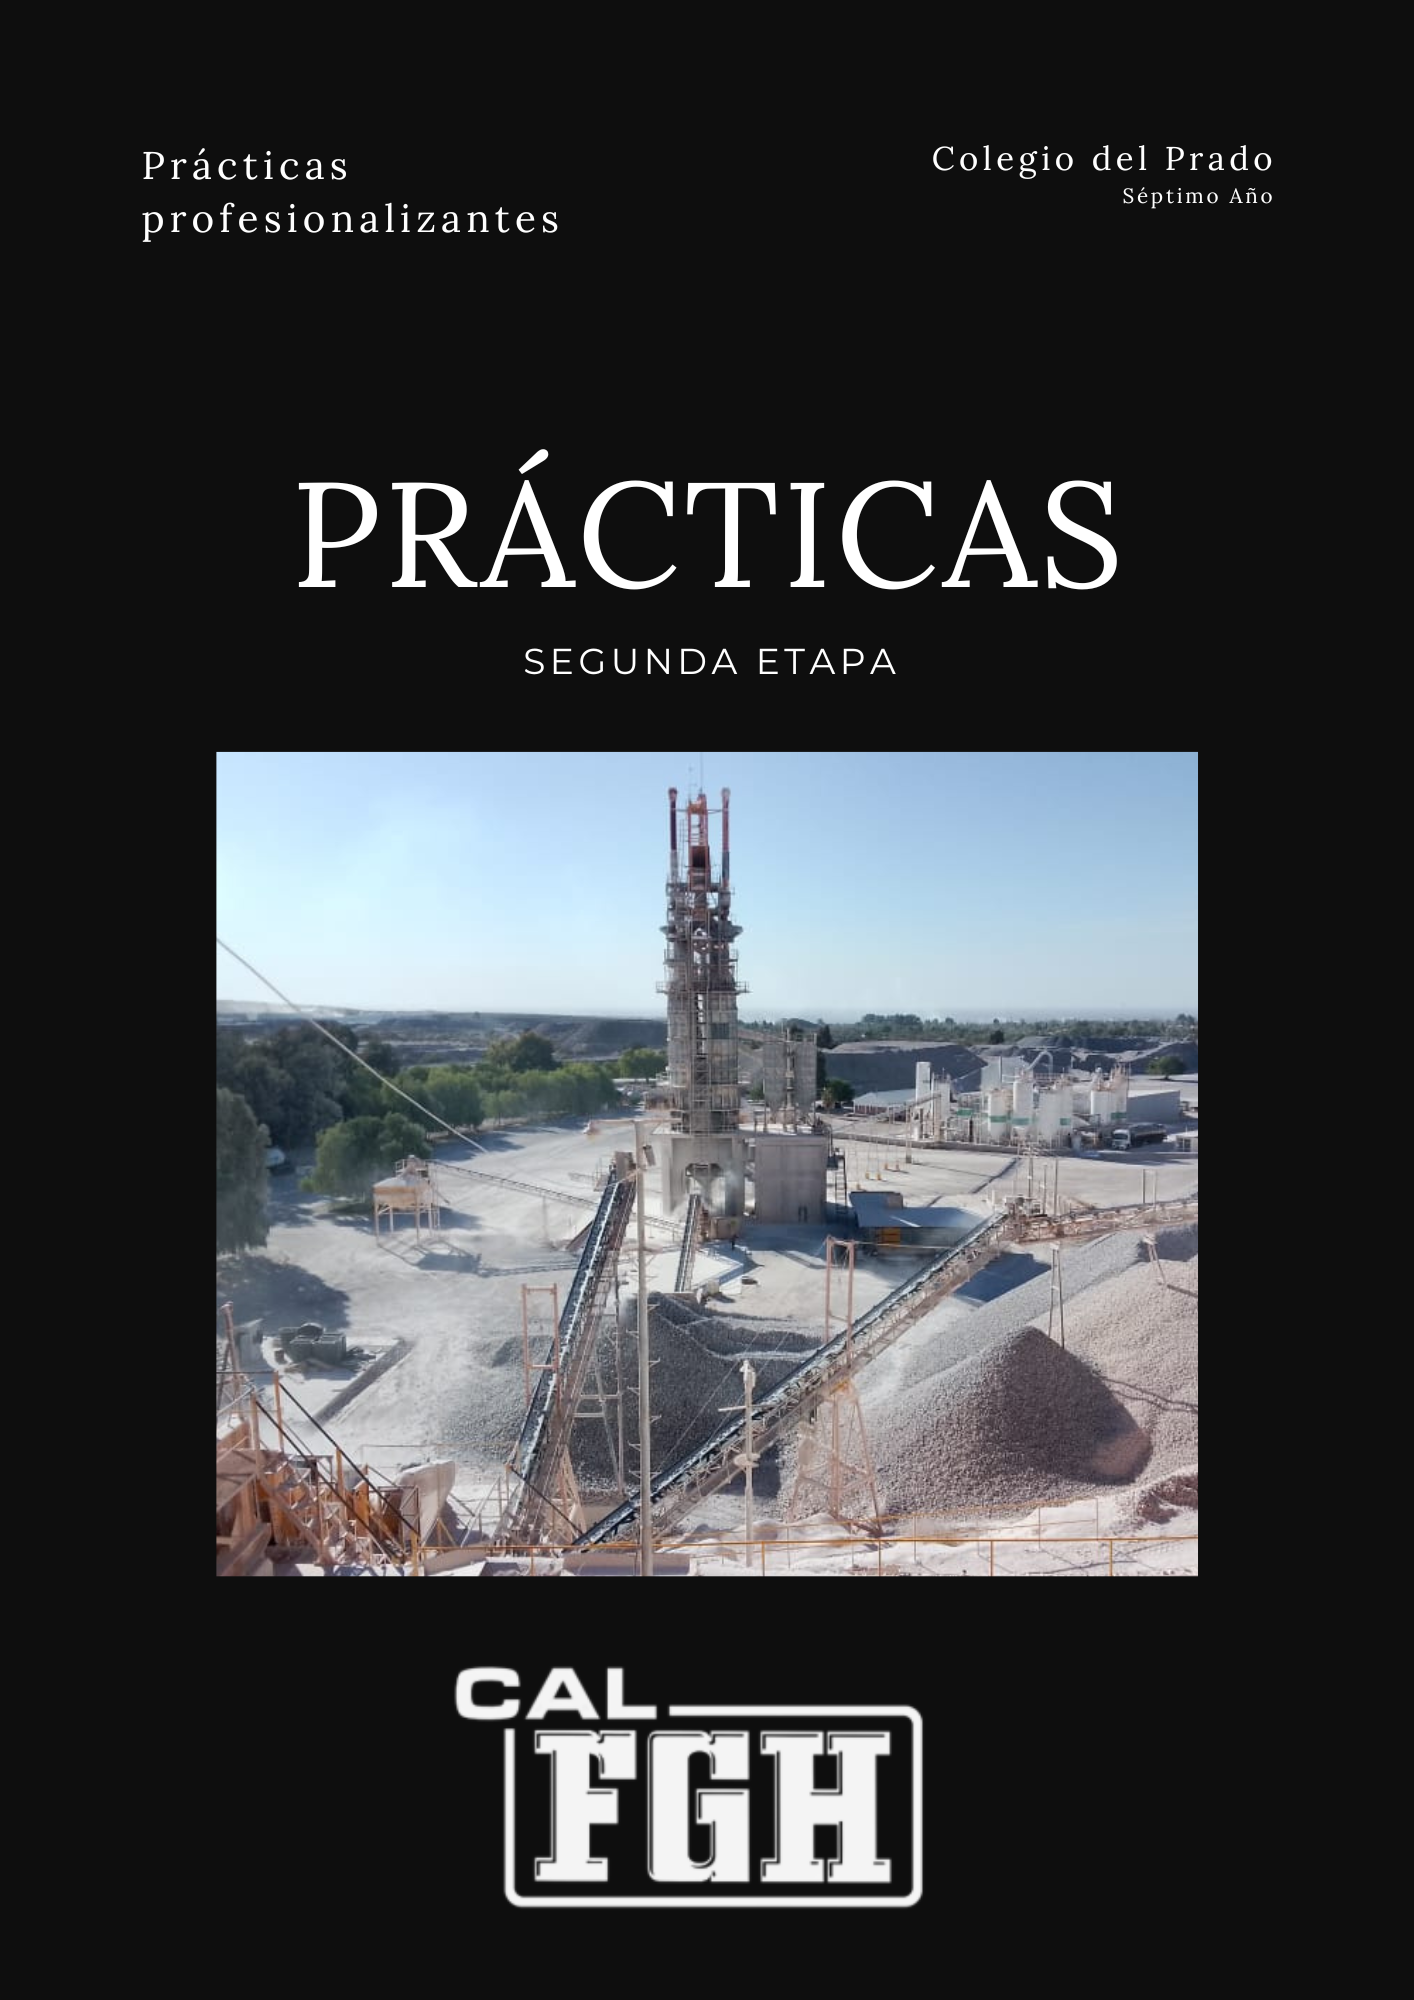 Prácticas
profesionalizantes
Colegio del Prado
Séptimo Año
PRÁCTICAS
SEGUNDA ETAPA
CAL
FGH